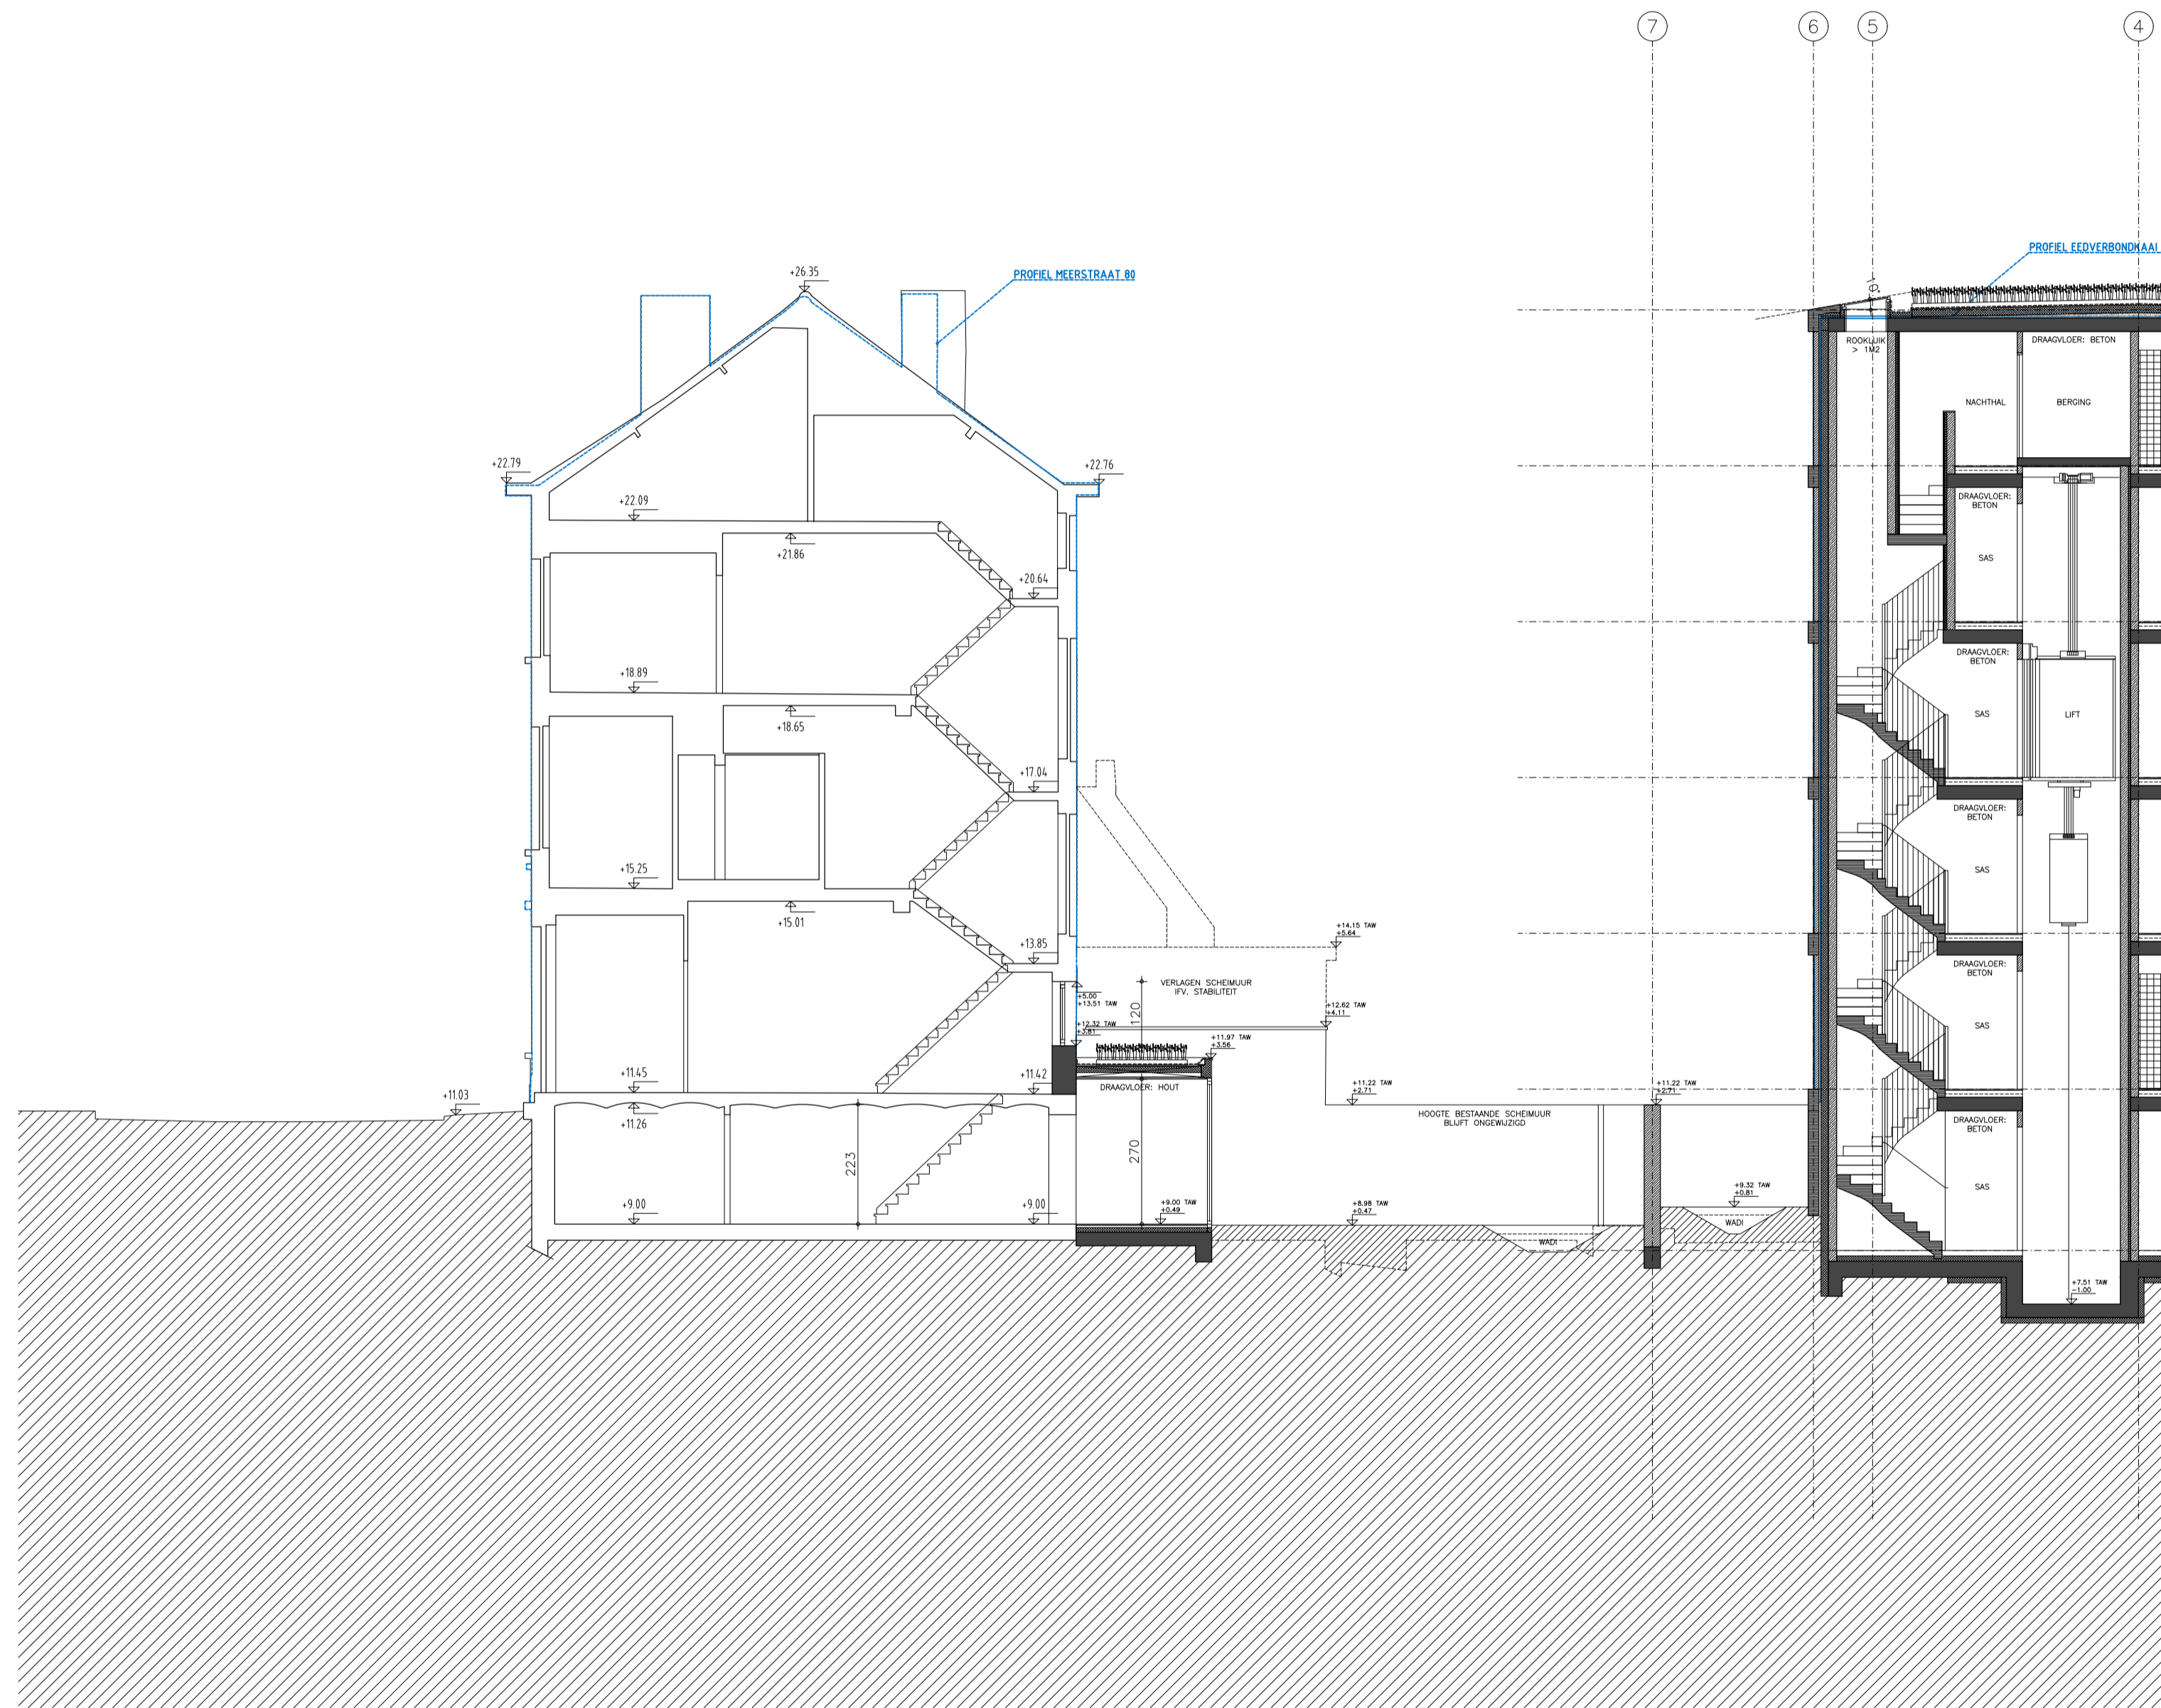 7
6
5
4
PROFIEL EEDVERBONDKAAI
PROFIEL MEERSTRAAT 80
+26.35
10°
ROOKLUIK
> 1M2
DRAAGVLOER: BETON
NACHTHAL
BERGING
+22.79
+22.76
+22.09
+21.86
DRAAGVLOER:
BETON
SAS
+20.64
DRAAGVLOER:
BETON
SAS
LIFT
+18.89
+18.65
+17.04
DRAAGVLOER:
BETON
SAS
+15.25
+15.01
+14.15 TAW
+5.64
+13.85
DRAAGVLOER:
BETON
SAS
VERLAGEN SCHEIMUUR
IFV. STABILITEIT
+5.00
+13.51 TAW
120
+12.62 TAW
+4.11
+12.32 TAW
+3.81
+11.97 TAW
+3.56
+11.45
+11.42
DRAAGVLOER: HOUT
+11.03
+11.26
+11.22 TAW
+2.71
+11.22 TAW
+2.71
HOOGTE BESTAANDE SCHEIMUUR
BLIJFT ONGEWIJZIGD
DRAAGVLOER:
BETON
SAS
223
270
+9.00
+9.00
+9.00 TAW
+0.49
+8.98 TAW
+0.47
+9.32 TAW
+0.81
WADI
WADI
+7.51 TAW
-1.00